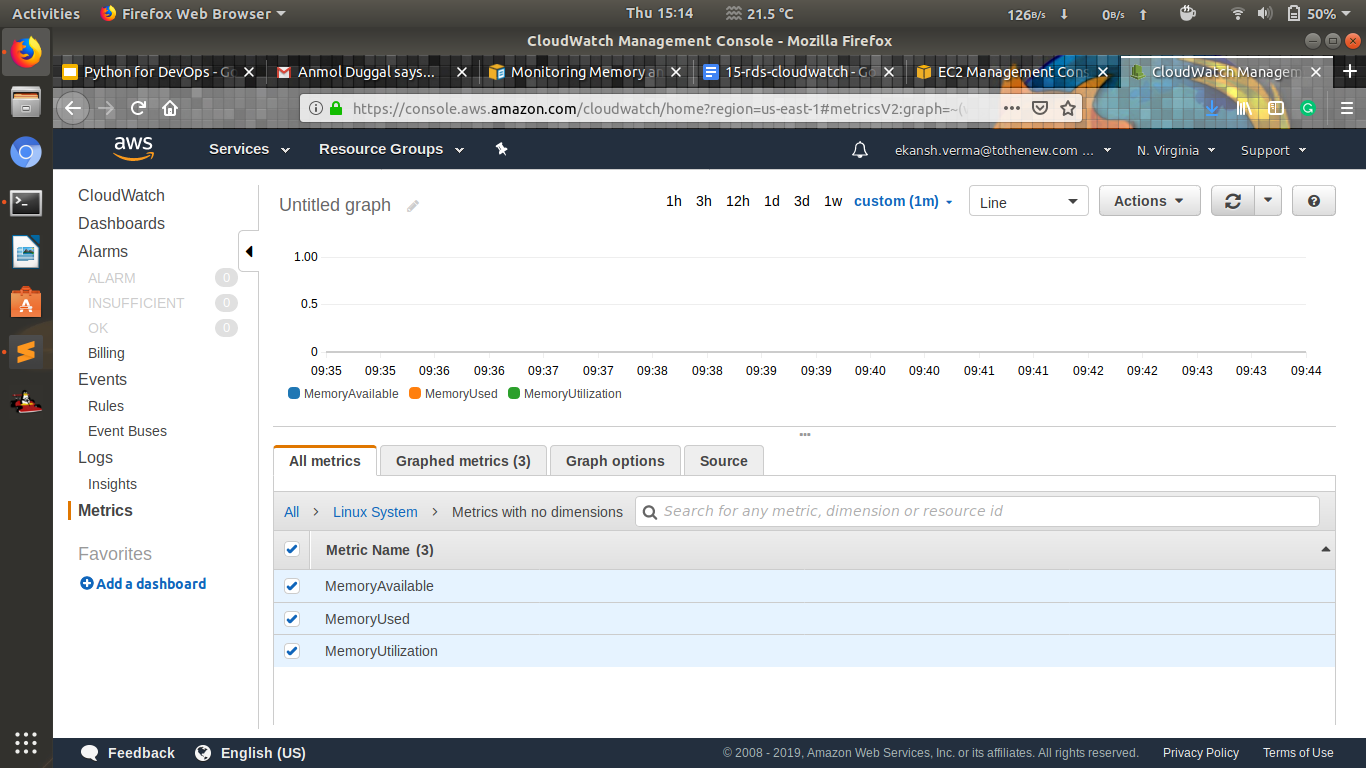 Activities Firefox Web Browser Thu 15:14 21.5 °C 126B/s 0B/s 50%
CloudWatch Management Console - Mozilla Firefox
Python for DevOps - Go Anmol Duggal says... Monitoring Memory an 15-rds-cloudwatch - Go EC2 Management Cons CloudWatch Managem
https://console.aws.amazon.com/cloudwatch/home?region=us-east-1#metricsV2:graph=~(v
aws Services Resource Groups ekansh.verma@tothenew.com ... N. Virginia Support
CloudWatch
Dashboards
Alarms
ALARM 0
INSUFFICIENT 0
OK 0
Billing
Events
Rules
Event Buses
Logs
Insights
Metrics
Favorites
Add a dashboard
Untitled graph 1h 3h 12h 1d 3d 1w custom (1m) Line Actions
1.00
0.5
0
09:35 09:35 09:36 09:36 09:37 09:37 09:38 09:38 09:39 09:39 09:40 09:40 09:41 09:41 09:42 09:42 09:43 09:43 09:44
MemoryAvailable MemoryUsed MemoryUtilization
All metrics Graphed metrics (3) Graph options Source
All Linux System Metrics with no dimensions Search for any metric, dimension or resource id
Metric Name (3)
MemoryAvailable
MemoryUsed
MemoryUtilization
Feedback English (US) © 2008 - 2019, Amazon Web Services, Inc. or its affiliates. All rights reserved. Privacy Policy Terms of Use